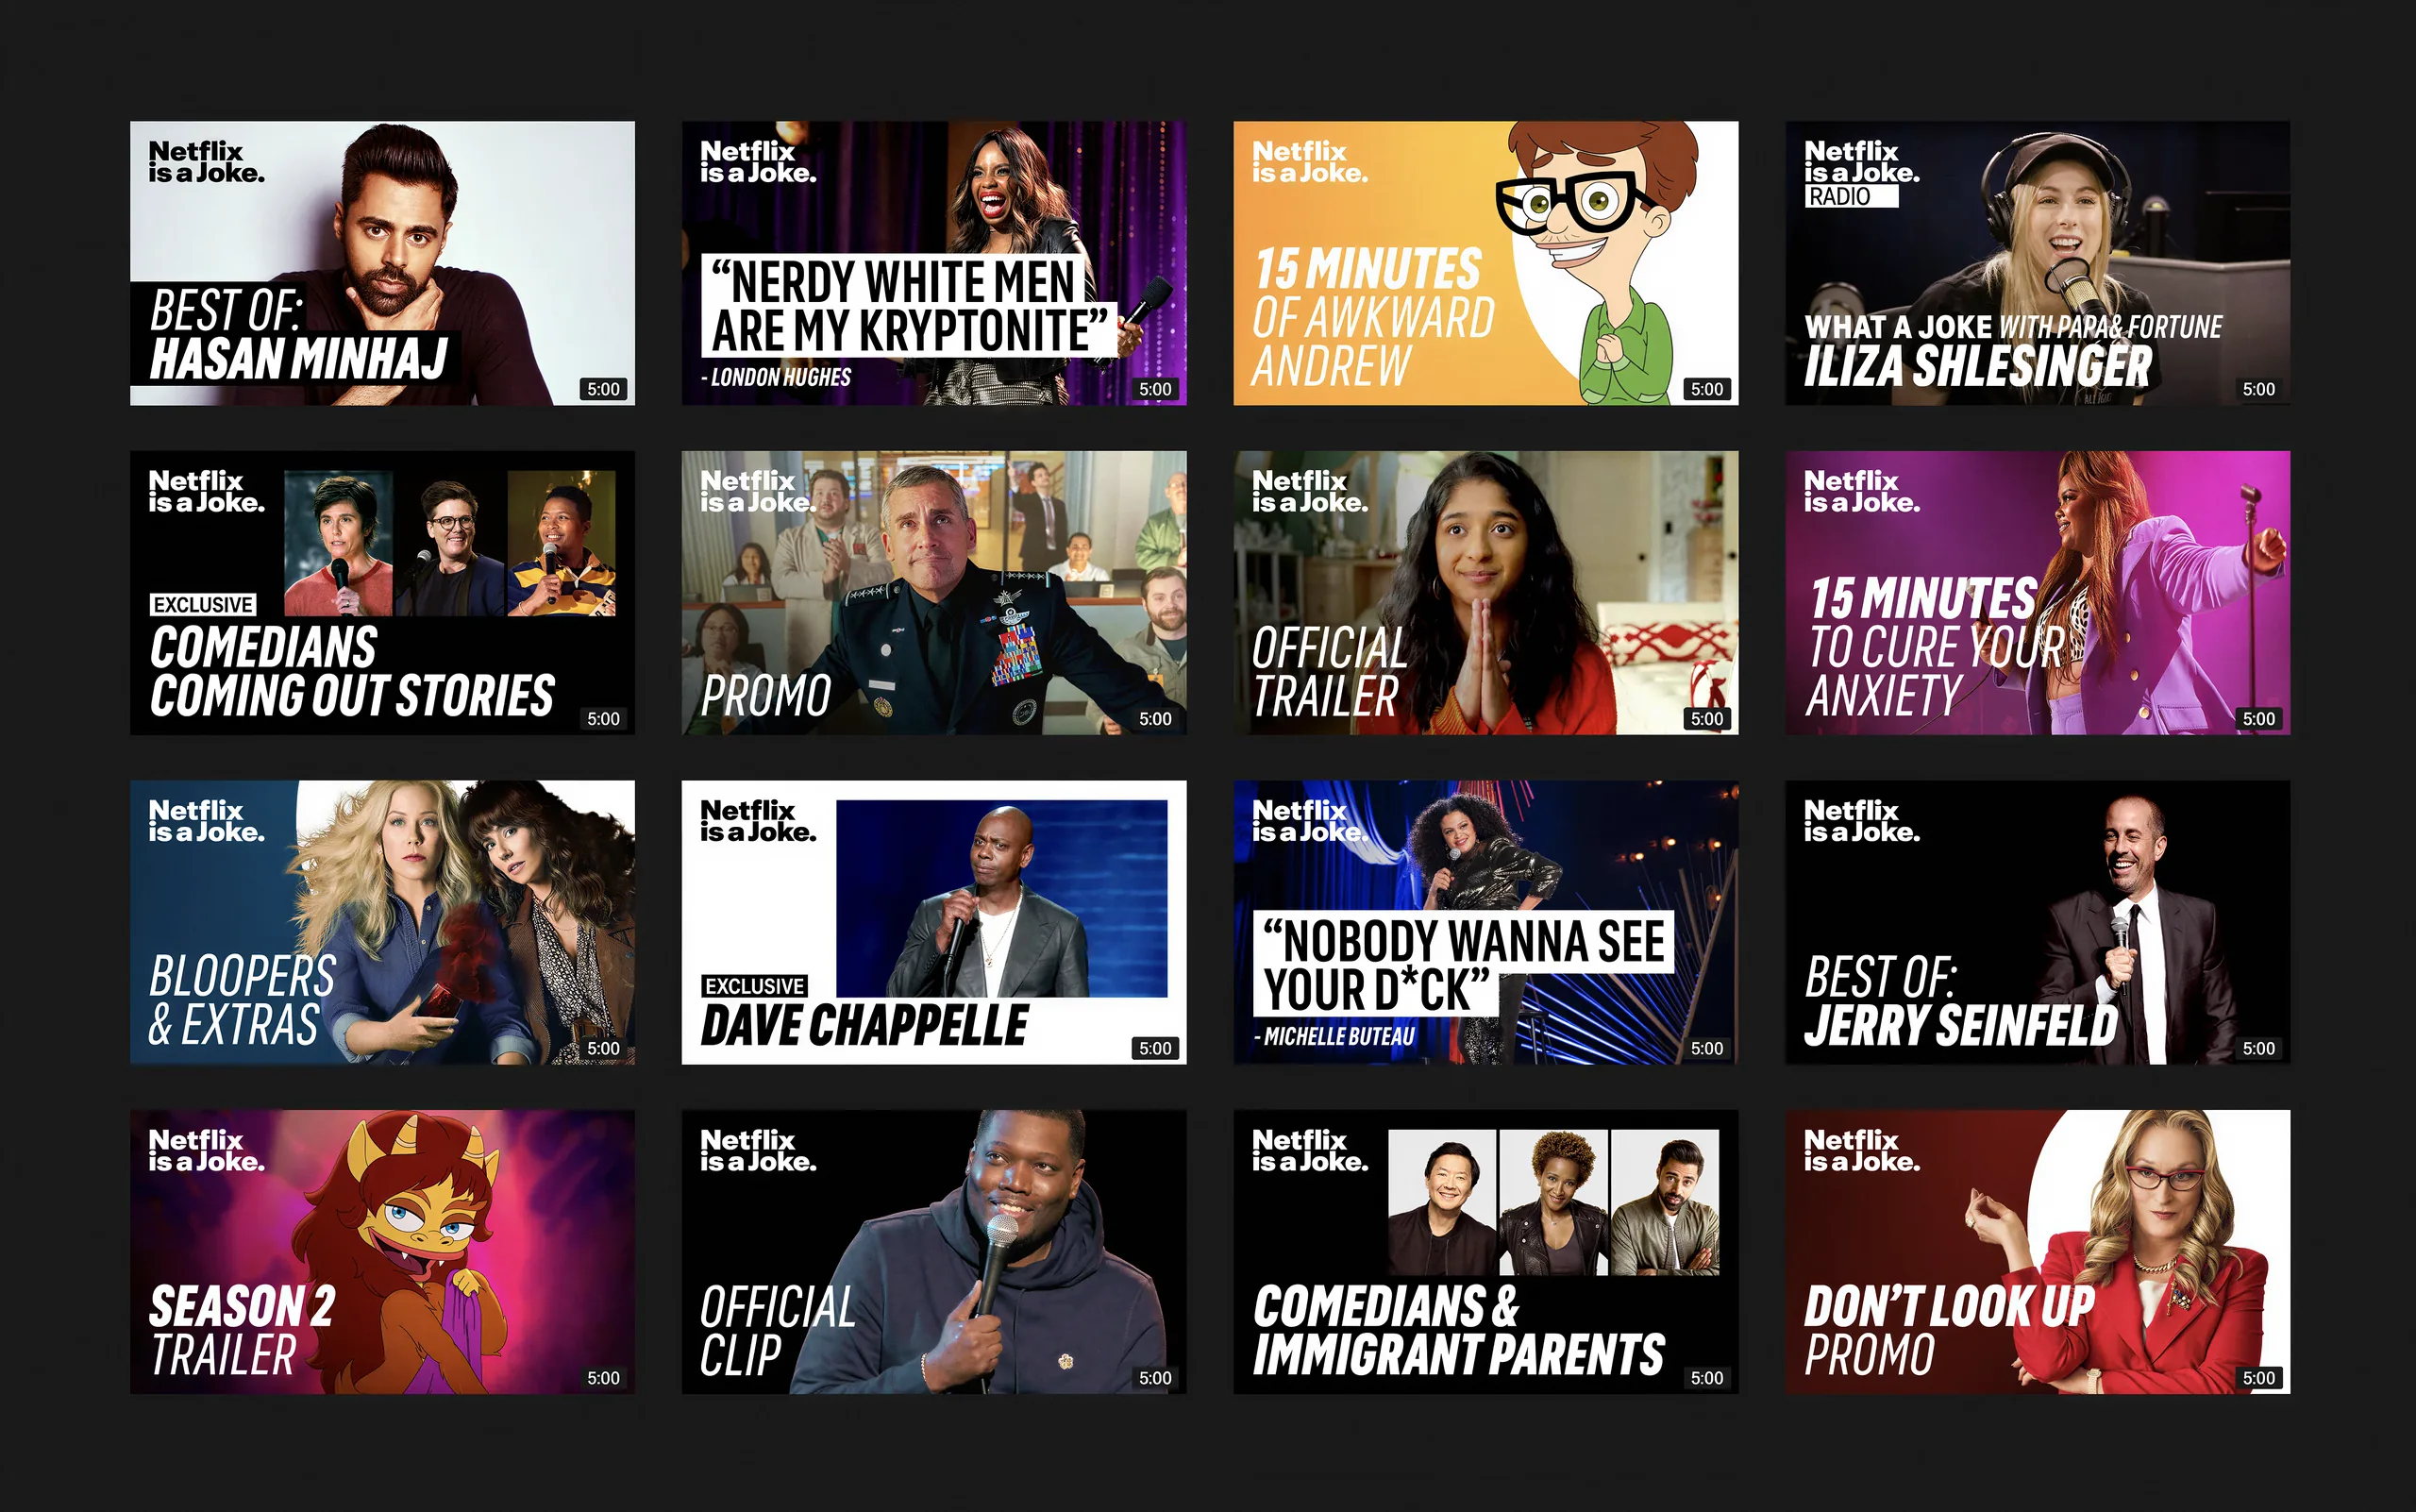 Netflix
is a Joke.
BEST OF:
HASAN MINHAJ
5:00
Netflix
is a Joke.
“NERDY WHITE MEN
ARE MY KRYPTONITE”
- LONDON HUGHES
5:00
Netflix
is a Joke.
15 MINUTES
OF AWKWARD
ANDREW
5:00
Netflix
is a Joke.
RADIO
WHAT A JOKE WITH PAPA & FORTUNE
ILIZA SHLESINGER
5:00
Netflix
is a Joke.
EXCLUSIVE
COMEDIANS
COMING OUT STORIES
5:00
Netflix
is a Joke.
PROMO
5:00
Netflix
is a Joke.
OFFICIAL
TRAILER
5:00
Netflix
is a Joke.
15 MINUTES
TO CURE YOUR
ANXIETY
5:00
Netflix
is a Joke.
BLOOPERS
& EXTRAS
5:00
Netflix
is a Joke.
EXCLUSIVE
DAVE CHAPPELLE
5:00
Netflix
is a Joke.
“NOBODY WANNA SEE
YOUR D*CK”
- MICHELLE BUTEAU
5:00
Netflix
is a Joke.
BEST OF:
JERRY SEINFELD
5:00
Netflix
is a Joke.
SEASON 2
TRAILER
5:00
Netflix
is a Joke.
OFFICIAL
CLIP
5:00
Netflix
is a Joke.
COMEDIANS &
IMMIGRANT PARENTS
5:00
Netflix
is a Joke.
DON’T LOOK UP
PROMO
5:00